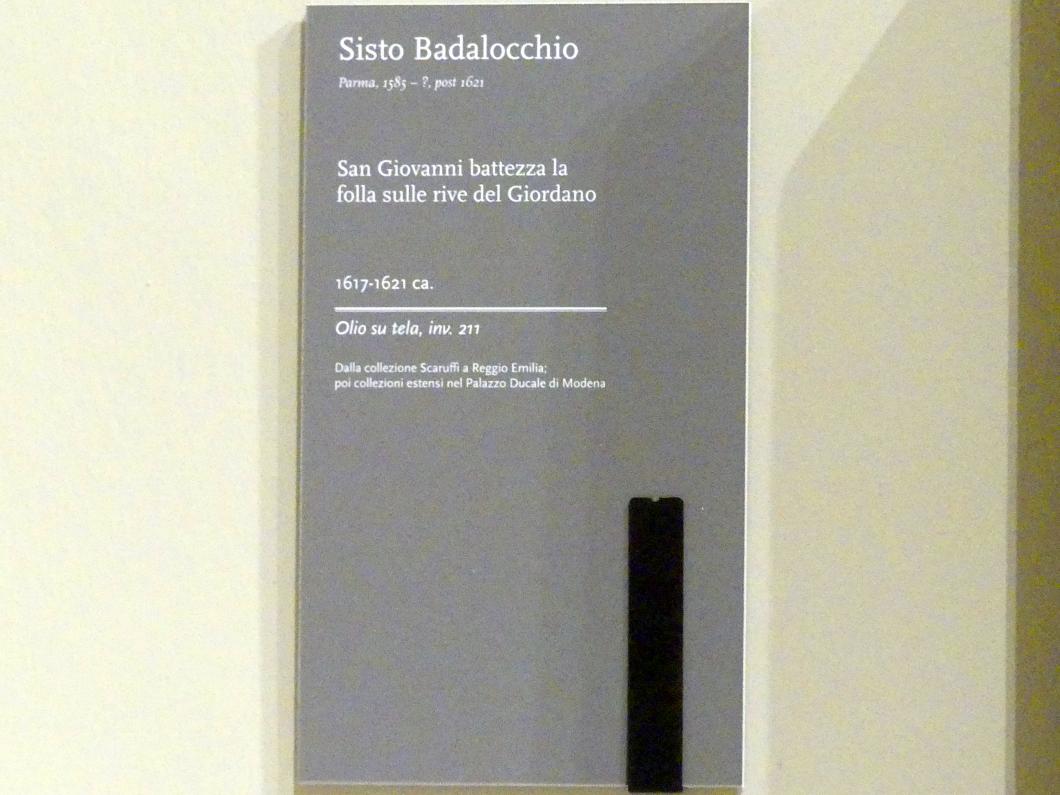 Sisto Badalocchio
Parma, 1585 – ?, post 1621
San Giovanni battezza la
folla sulle rive del Giordano
1617-1621 ca.
Olio su tela, inv. 211
Dalla collezione Scaruffi a Reggio Emilia;
poi collezioni estensi nel Palazzo Ducale di Modena